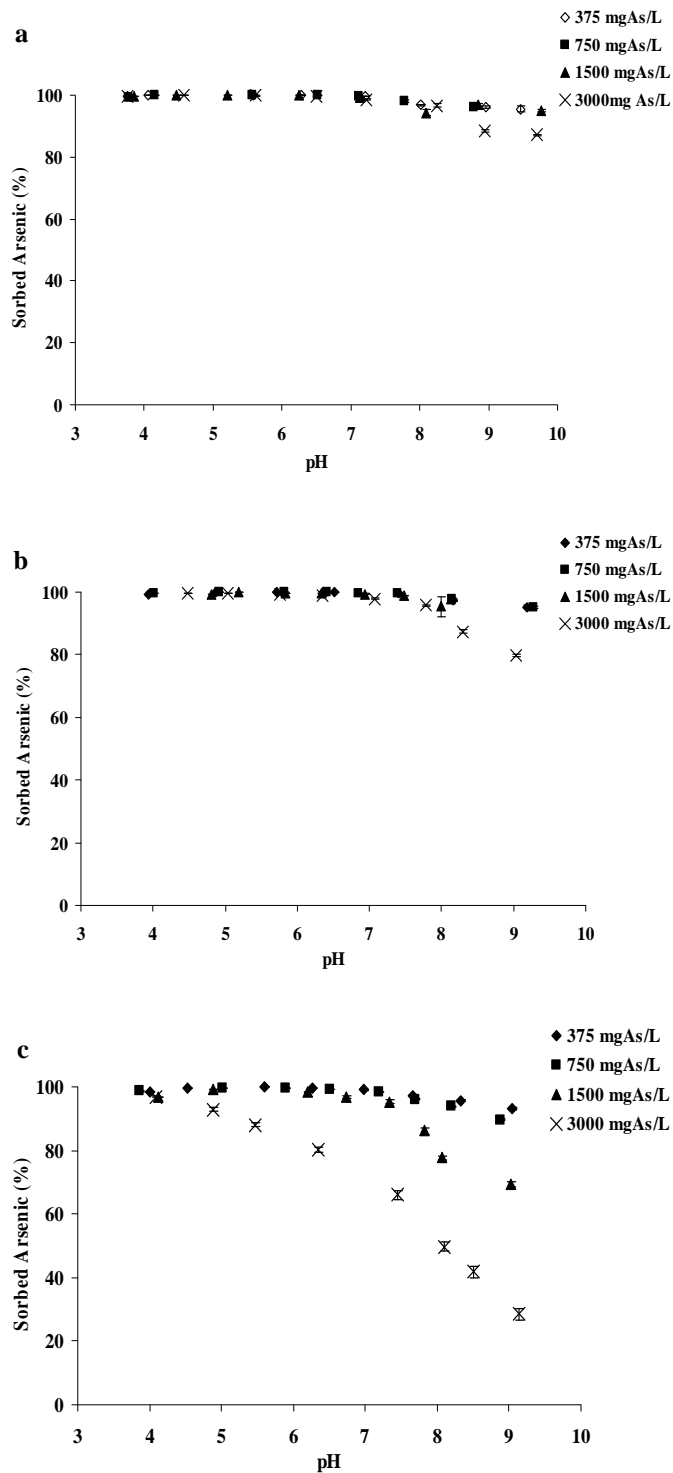 a
375 mgAs/L
750 mgAs/L
1500 mgAs/L
3000mg As/L
100
80
60
40
20
0
Sorbed Arsenic (%)
3 4 5 6 7 8 9 10
pH
b
375 mgAs/L
750 mgAs/L
1500 mgAs/L
3000 mgAs/L
100
80
60
40
20
0
Sorbed Arsenic (%)
3 4 5 6 7 8 9 10
pH
c
375 mgAs/L
750 mgAs/L
1500 mgAs/L
3000 mgAs/L
100
80
60
40
20
0
Sorbed Arsenic (%)
3 4 5 6 7 8 9 10
pH